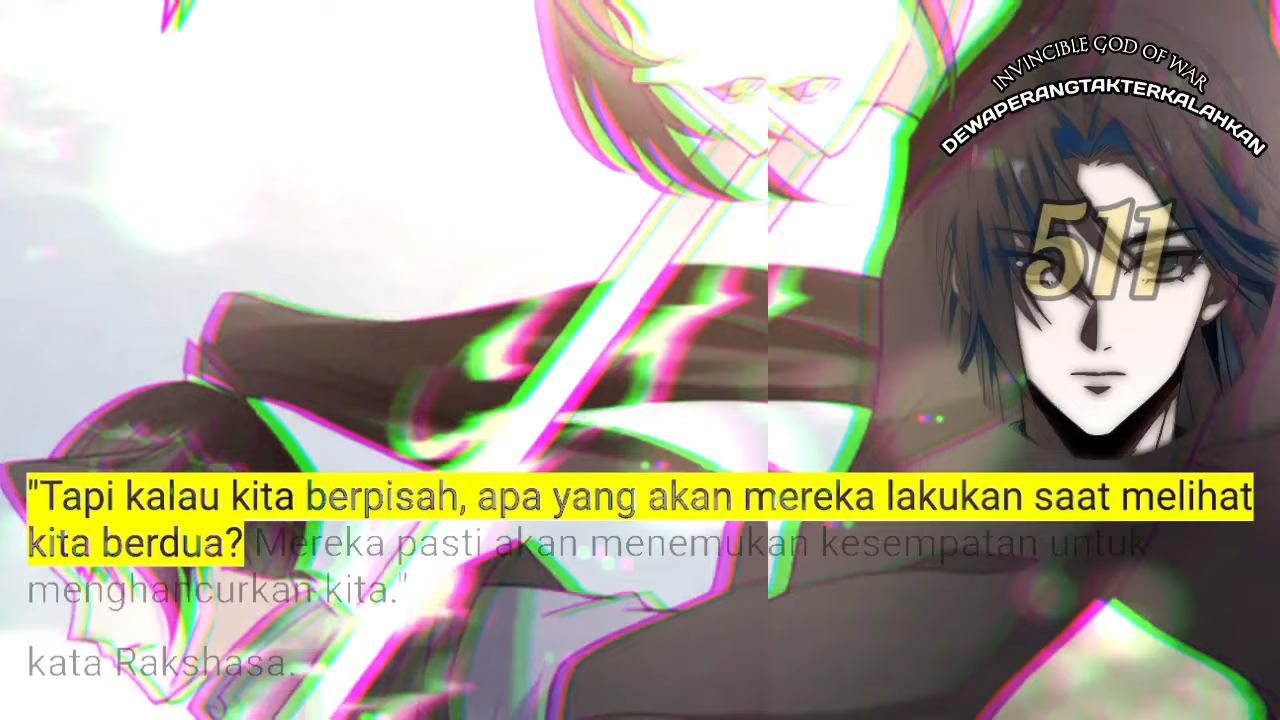 INVINCIBLE GOD OF WAR
DEWAPERANGTAKTERKALAHKAN
511
"Tapi kalau kita berpisah, apa yang akan mereka lakukan saat melihat
kita berdua? Mereka pasti akan menemukan kesempatan untuk
menghancurkan kita."
kata Rakshasa.